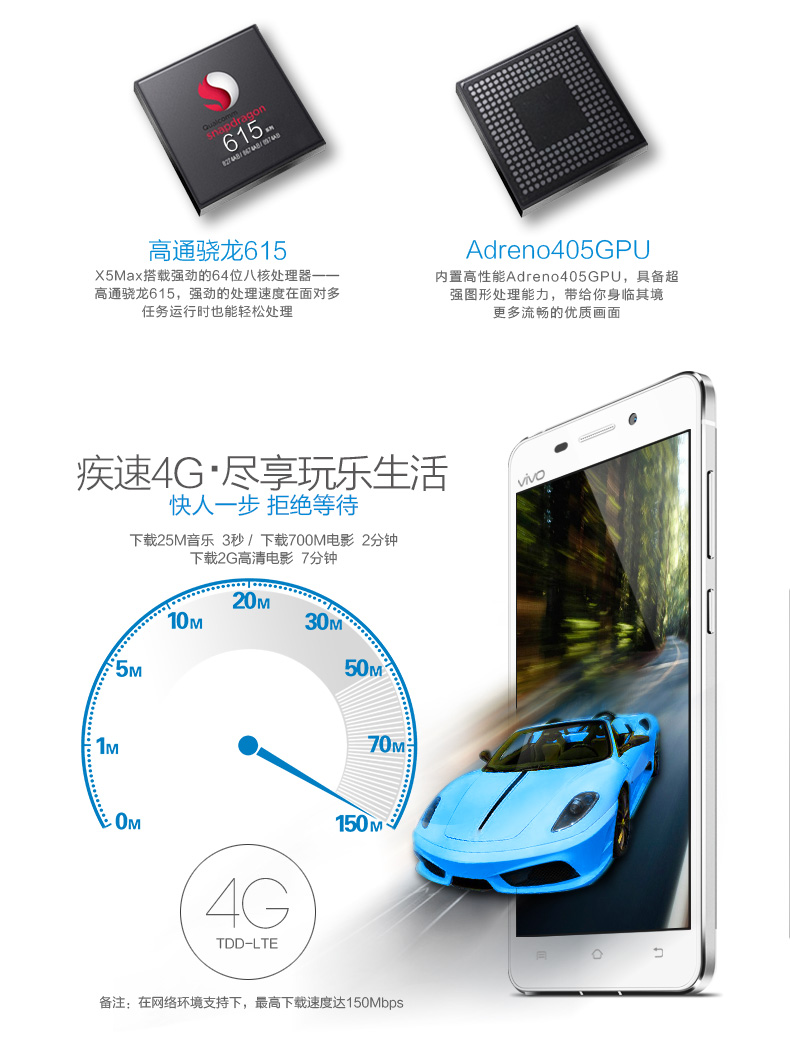 Qualcomm
snapdragon
615系列
高通骁龙615
X5Max搭载强劲的64位八核处理器——
高通骁龙615，强劲的处理速度在面对多
任务运行时也能轻松处理
Adreno405GPU
内置高性能Adreno405GPU，具备超
强图形处理能力，带给你身临其境
更多流畅的优质画面
疾速4G·尽享玩乐生活
快人一步 拒绝等待
下载25M音乐 3秒 / 下载700M电影 2分钟
下载2G高清电影 7分钟
0M
1M
5M
10M
20M
30M
50M
70M
150M
4G
TDD-LTE
备注：在网络环境支持下，最高下载速度达150Mbps
vivo